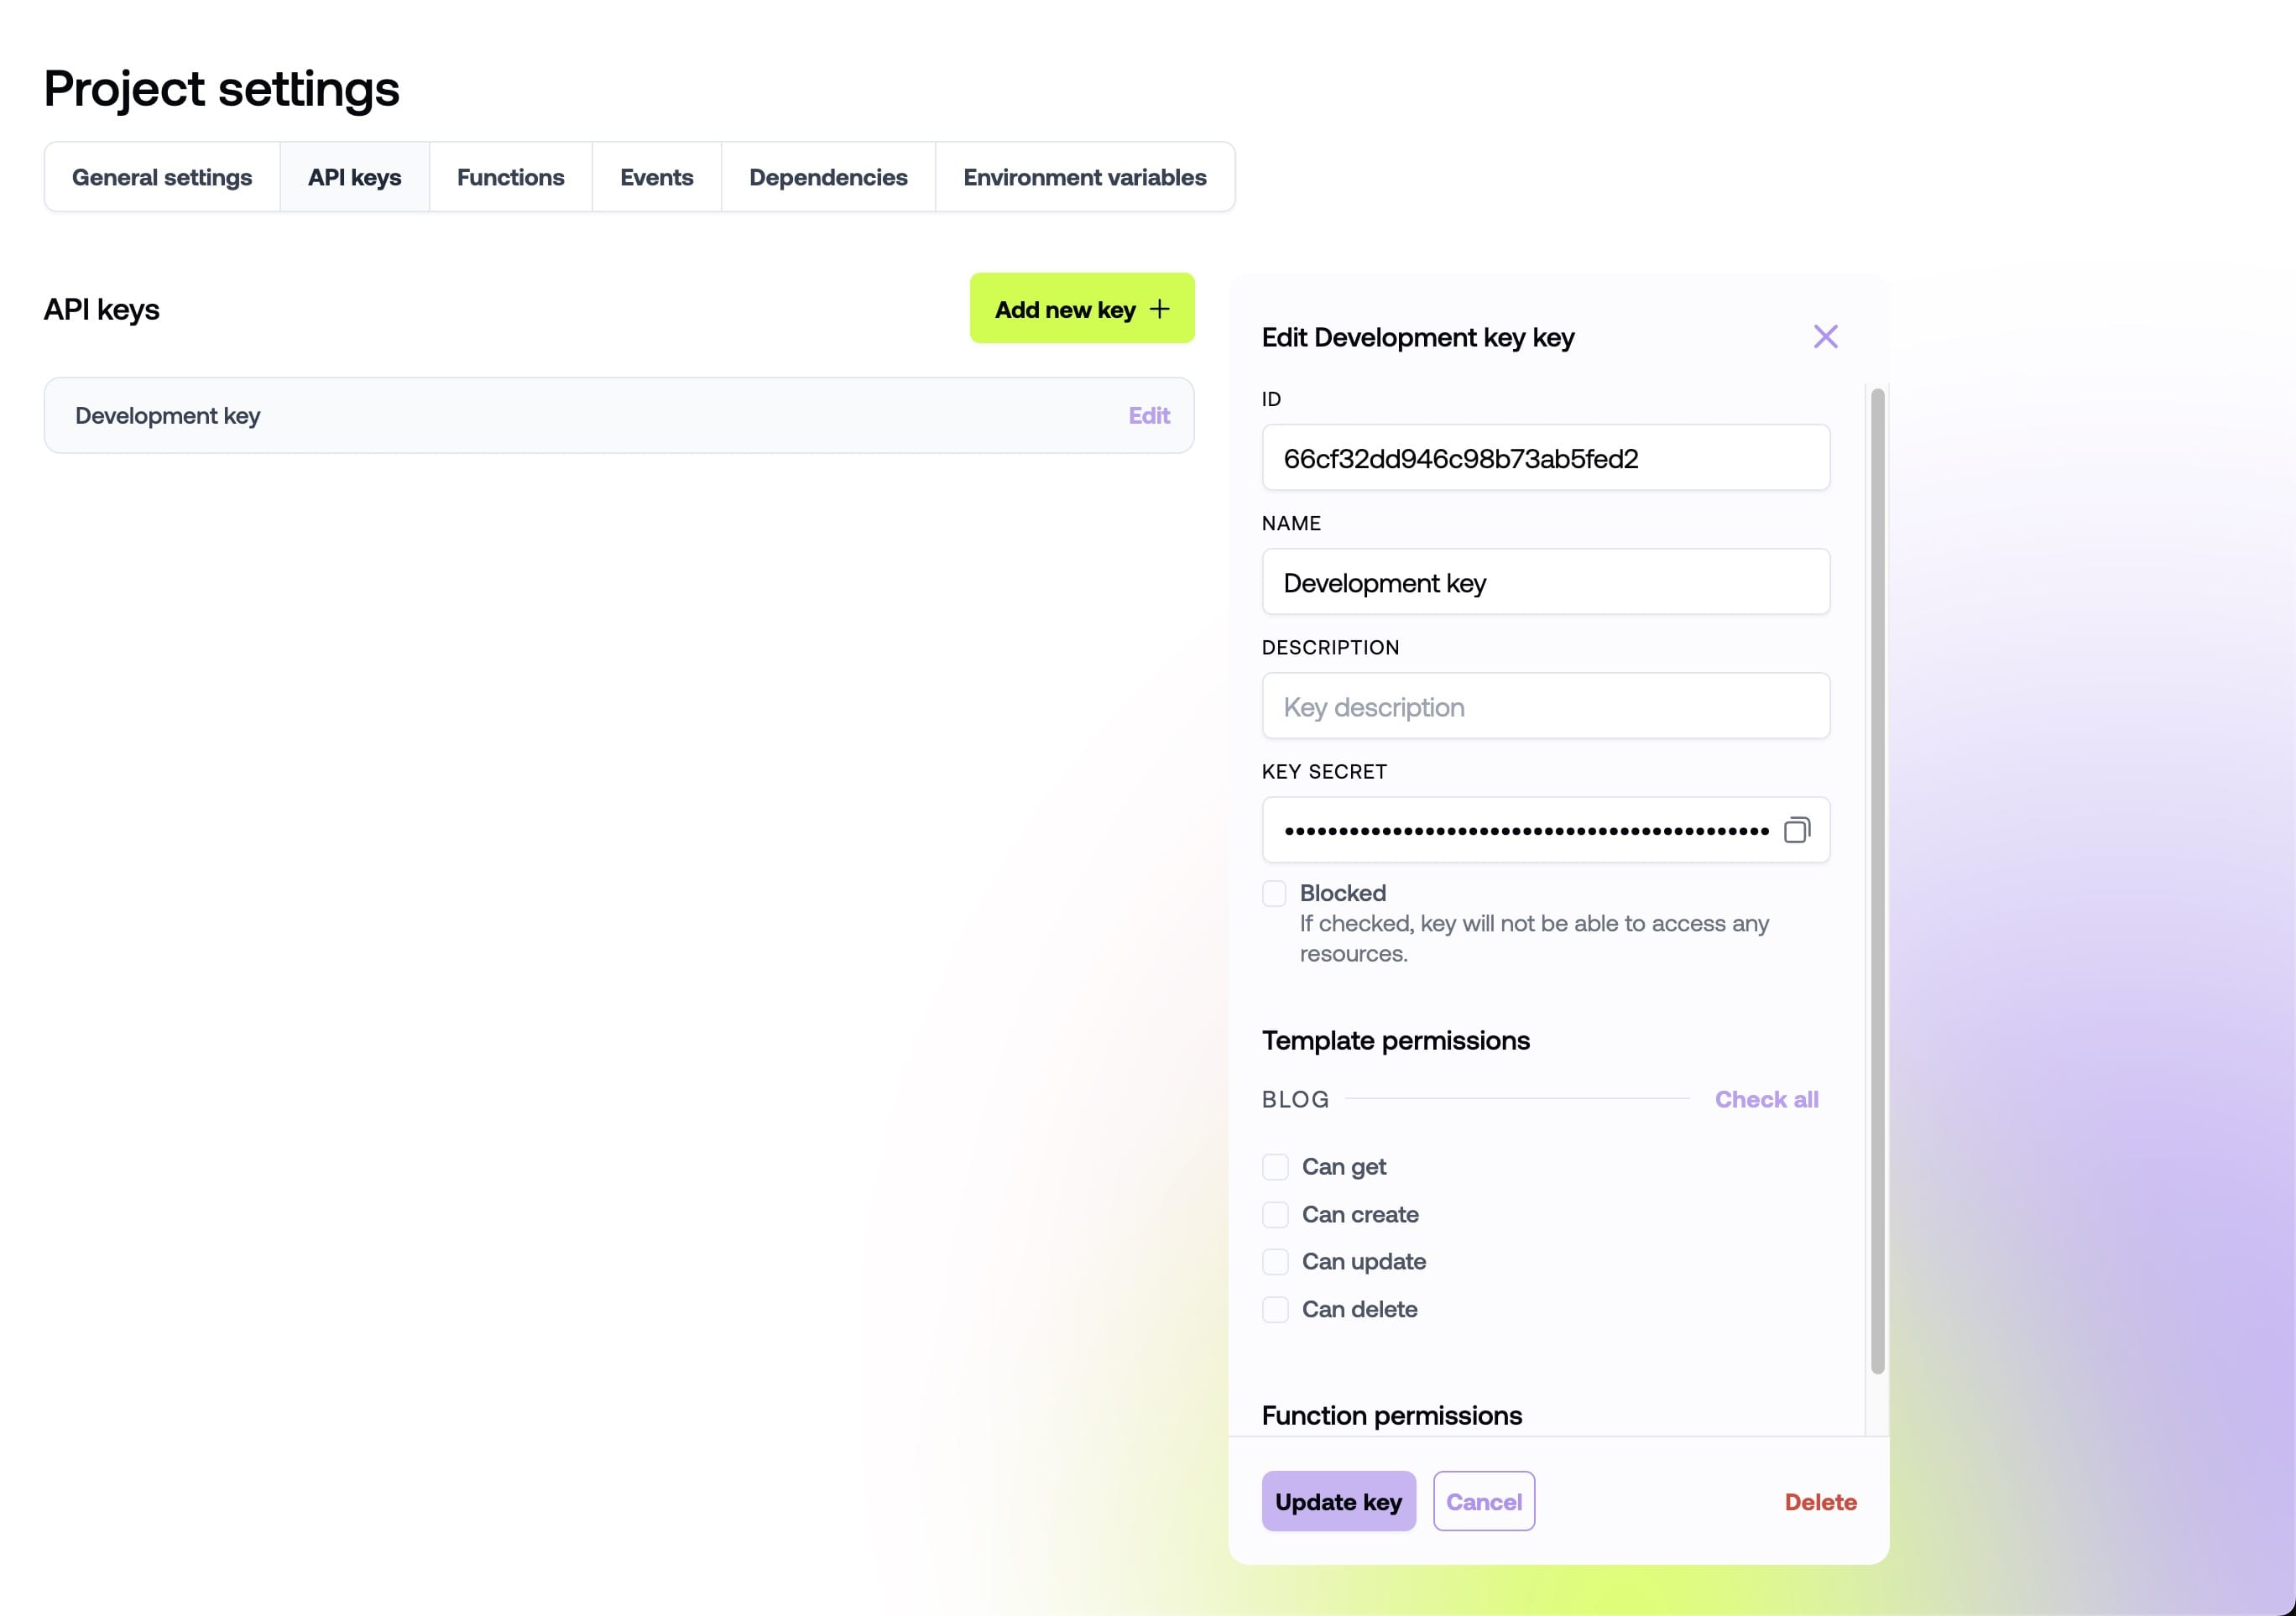 Project settings
General settings
API keys
Functions
Events
Dependencies
Environment variables
API keys
Add new key
Development key
Edit
Edit Development key key
ID
66cf32dd946c98b73ab5fed2
NAME
Development key
DESCRIPTION
Key description
KEY SECRET
•••••••••••••••••••••••••••••••••••••••••••••
Blocked
If checked, key will not be able to access any
resources.
Template permissions
BLOG
Check all
Can get
Can create
Can update
Can delete
Function permissions
Update key
Cancel
Delete